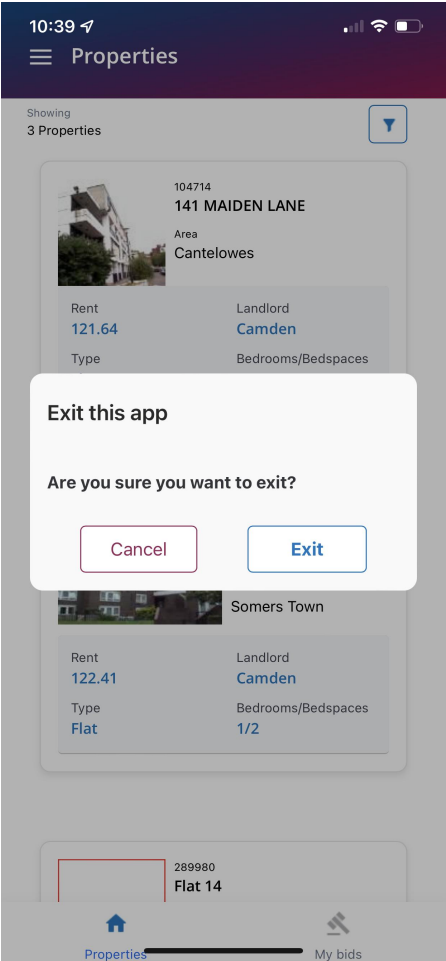 10:39
Properties
Showing
3 Properties
104714
141 MAIDEN LANE
Area
Cantelowes
Rent
Landlord
121.64
Camden
Type
Bedrooms/Bedspaces
Exit this app
Are you sure you want to exit?
Cancel
Exit
Somers Town
Rent
Landlord
122.41
Camden
Type
Bedrooms/Bedspaces
Flat
1/2
289980
Flat 14
Properties
My bids